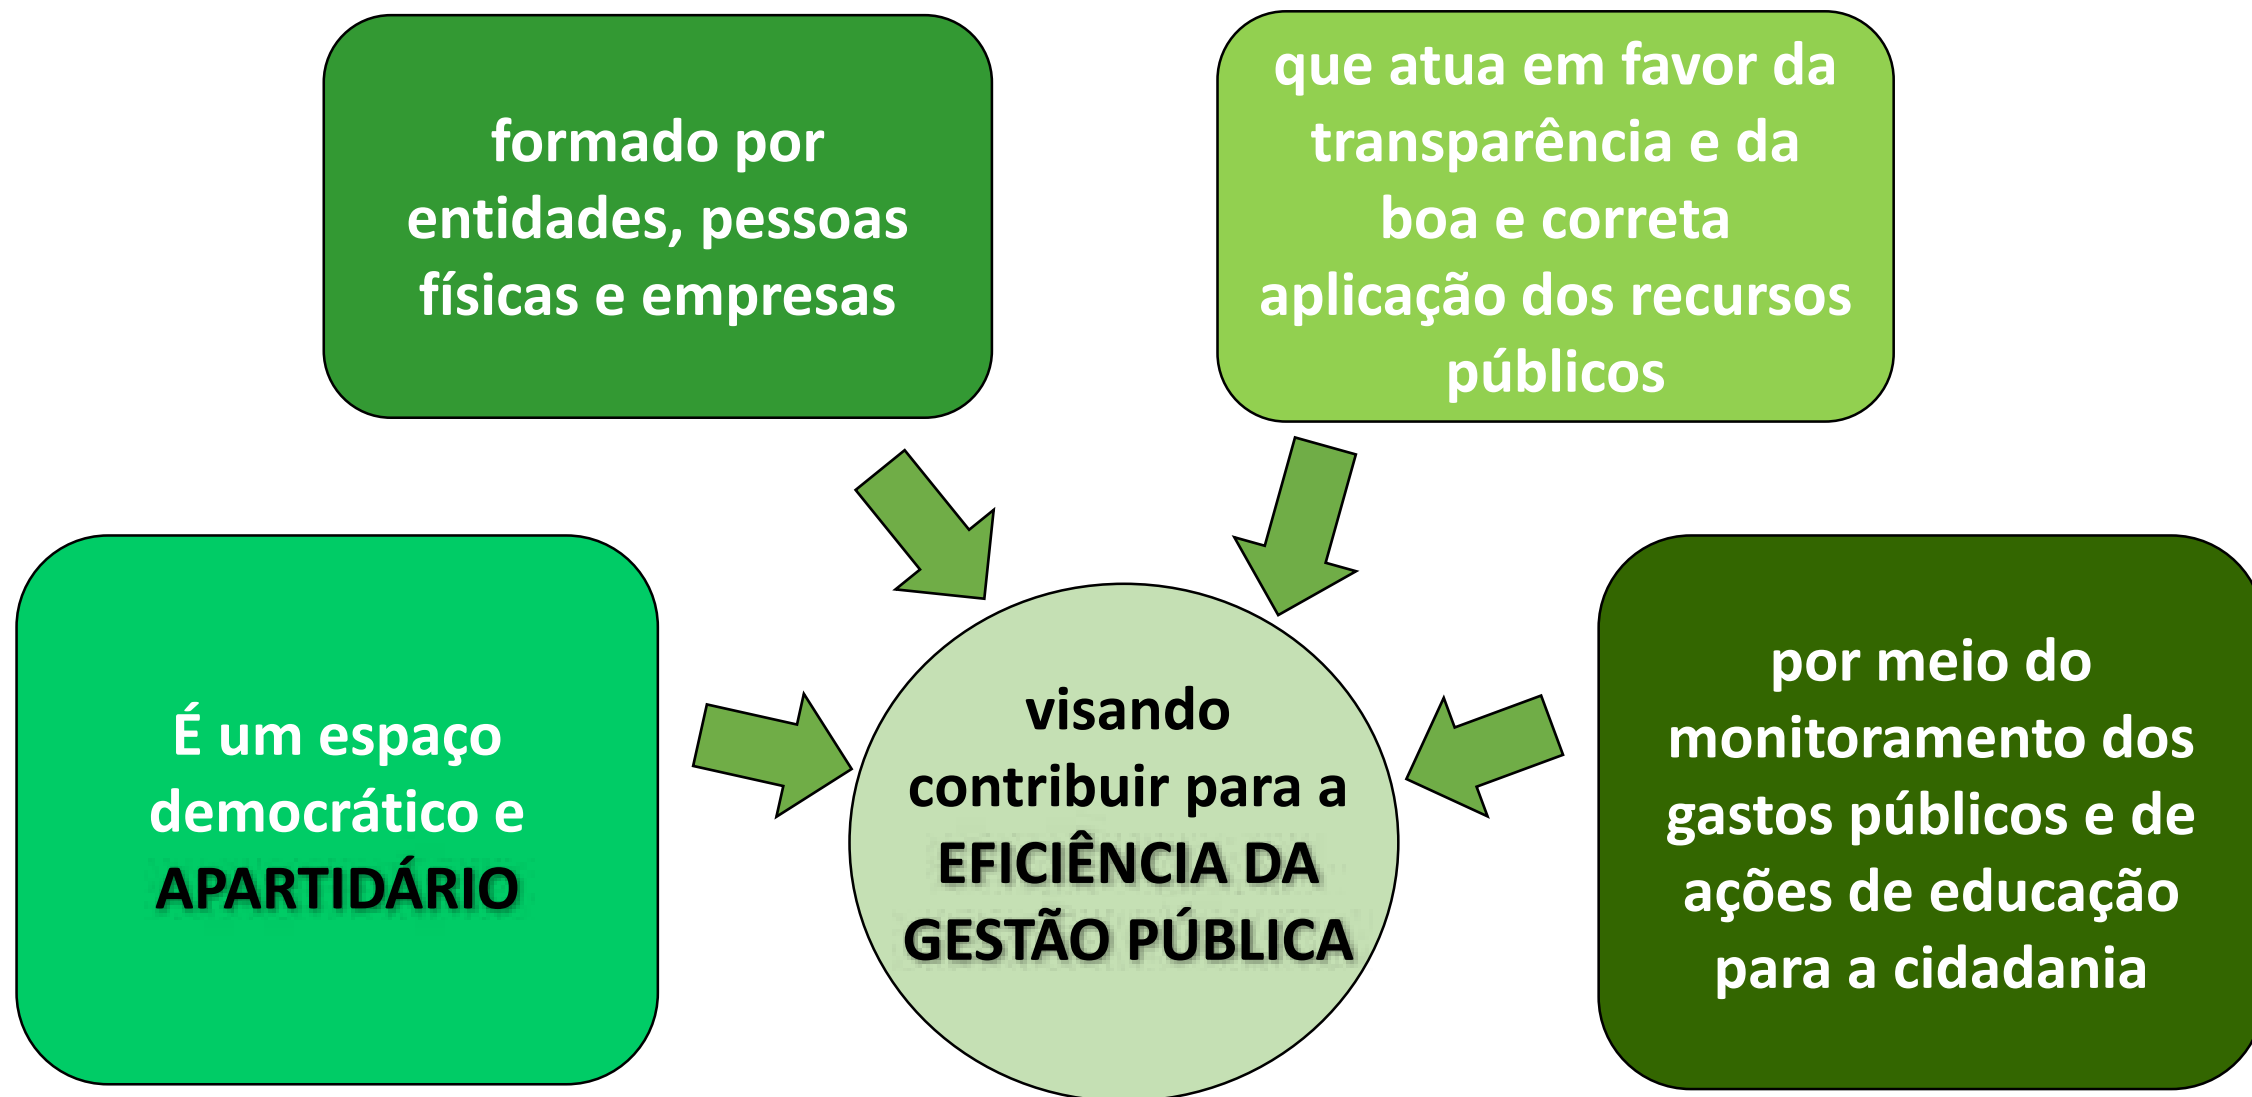 É um espaço
democrático e
APARTIDÁRIO
formado por
entidades, pessoas
físicas e empresas
que atua em favor da
transparência e da
boa e correta
aplicação dos recursos
públicos
por meio do
monitoramento dos
gastos públicos e de
ações de educação
para a cidadania
visando
contribuir para a
EFICIÊNCIA DA
GESTÃO PÚBLICA